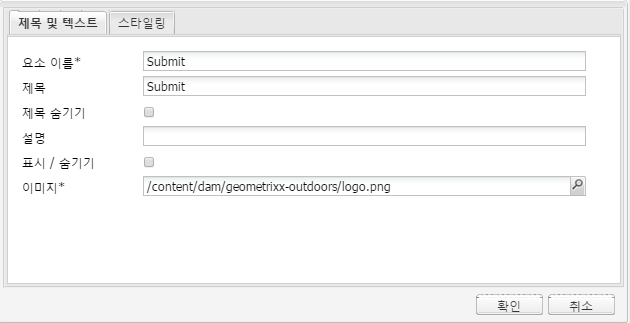 제목 및 텍스트 스타일링
요소 이름* Submit
제목 Submit
제목 숨기기
설명
표시 / 숨기기
이미지* /content/dam/geometrixx-outdoors/logo.png
확인 취소